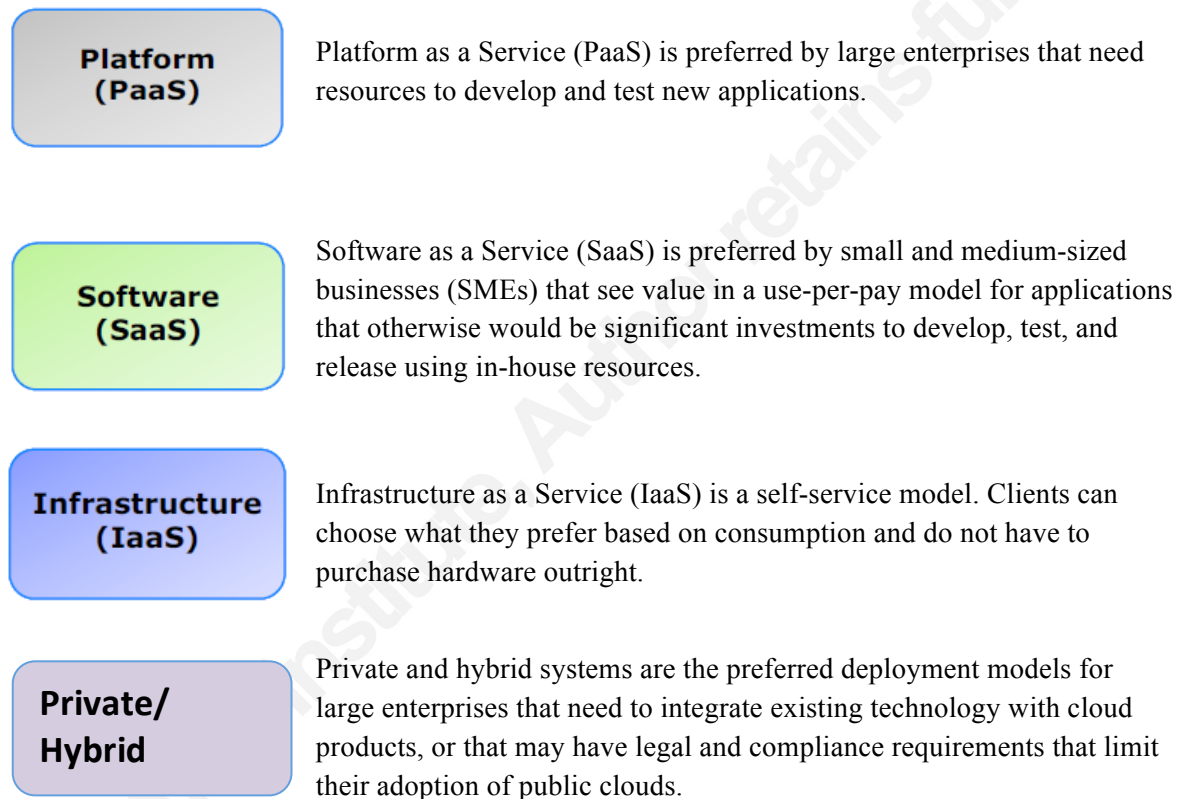 Platform
(PaaS)
Platform as a Service (PaaS) is preferred by large enterprises that need
resources to develop and test new applications.
Software
(SaaS)
Software as a Service (SaaS) is preferred by small and medium-sized
businesses (SMEs) that see value in a use-per-pay model for applications
that otherwise would be significant investments to develop, test, and
release using in-house resources.
Infrastructure
(IaaS)
Infrastructure as a Service (IaaS) is a self-service model. Clients can
choose what they prefer based on consumption and do not have to
purchase hardware outright.
Private/
Hybrid
Private and hybrid systems are the preferred deployment models for
large enterprises that need to integrate existing technology with cloud
products, or that may have legal and compliance requirements that limit
their adoption of public clouds.
Institute, Author retains